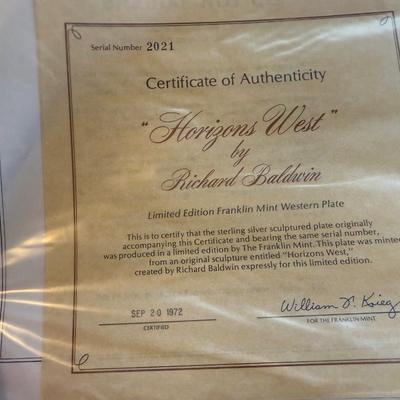 Serial Number 2021
Certificate of Authenticity
"Horizons West"
by
Richard Baldwin
Limited Edition Franklin Mint Western Plate
This is to certify that the sterling silver sculptured plate originally
accompanying this Certificate and bearing the same serial number,
was produced in a limited edition by The Franklin Mint. This plate was minted
from an original sculpture entitled "Horizons West,"
created by Richard Baldwin expressly for this limited edition.
SEP 20 1972
CERTIFIED
William F. Krieg
FOR THE FRANKLIN MINT